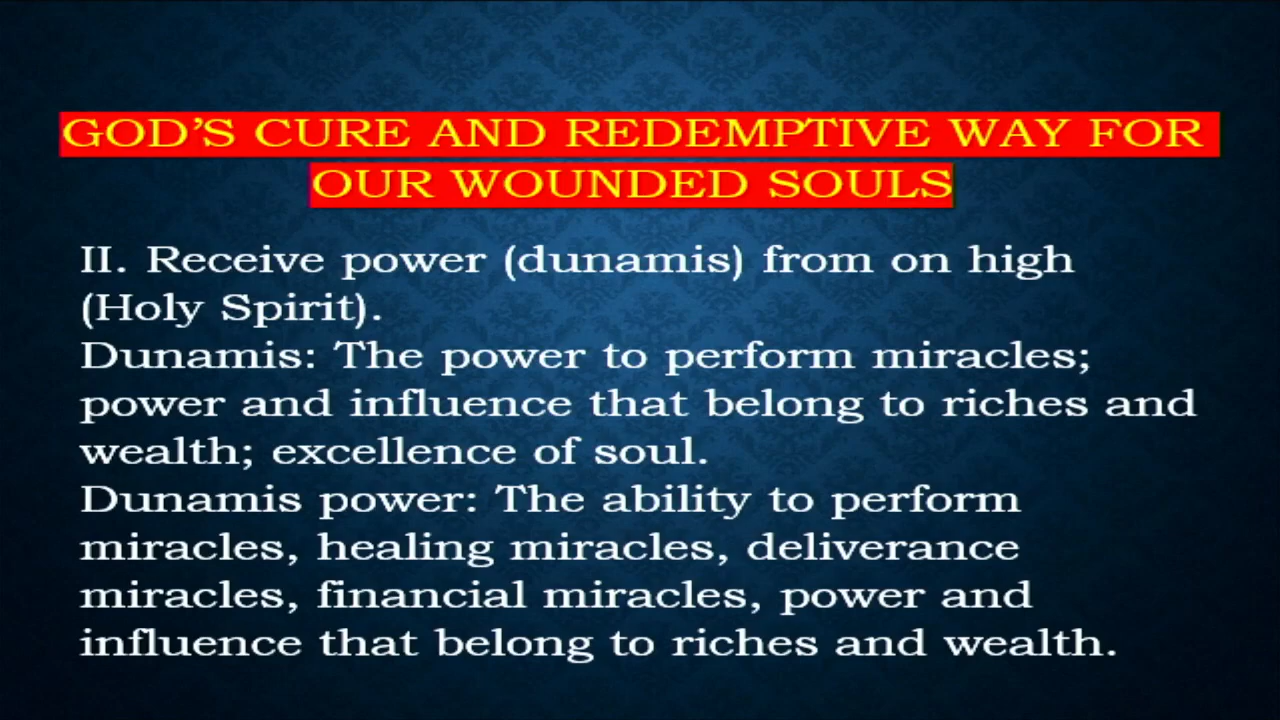 GOD’S CURE AND REDEMPTIVE WAY FOR
OUR WOUNDED SOULS
II. Receive power (dunamis) from on high
(Holy Spirit).
Dunamis: The power to perform miracles;
power and influence that belong to riches and
wealth; excellence of soul.
Dunamis power: The ability to perform
miracles, healing miracles, deliverance
miracles, financial miracles, power and
influence that belong to riches and wealth.